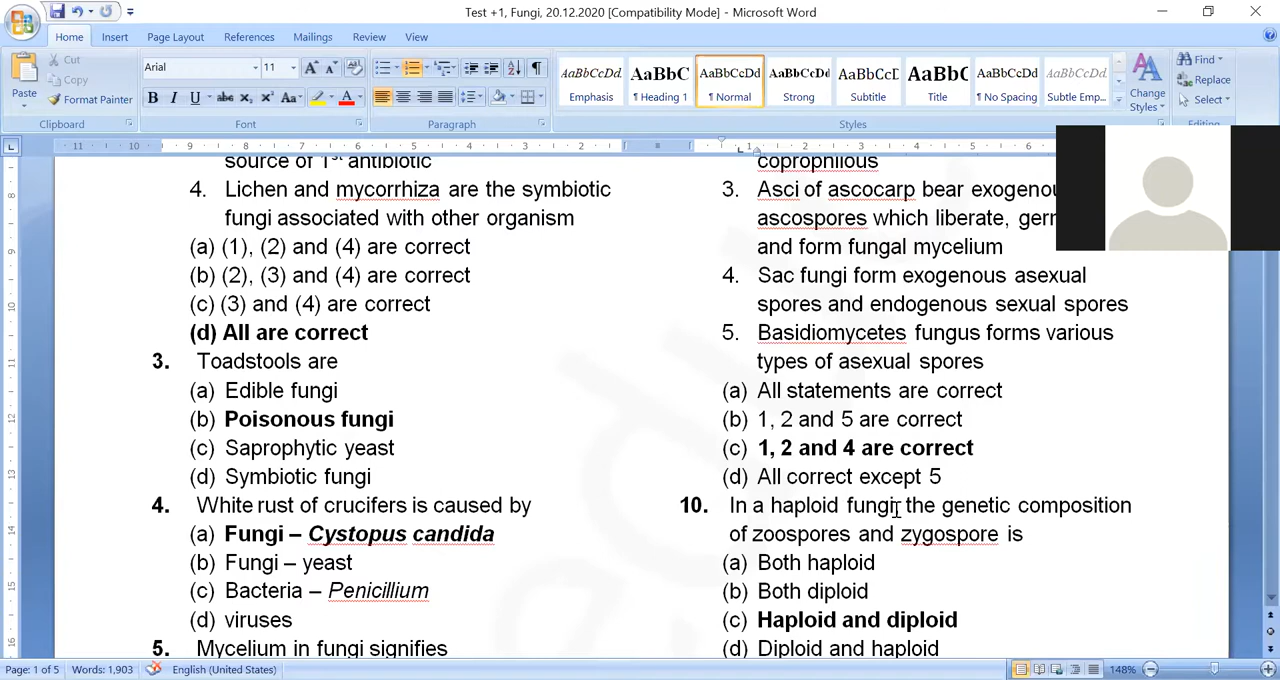 Test +1, Fungi, 20.12.2020 [Compatibility Mode] - Microsoft Word
Home Insert Page Layout References Mailings Review View
Cut
Copy
Format Painter
Paste
Clipboard
Arial 11
Font
Paragraph
AaBbCcDd AaBbC AaBbCcDd AaBbCcDd AaBbCcDd AaBbC AaBbCcDd AaBbCcDd
Emphasis ¶ Heading 1 ¶ Normal Strong Subtitle Title ¶ No Spacing Subtle Emp...
Change Styles
Styles
Find
Replace
Select
Editing
source of 1st antibiotic
4. Lichen and mycorrhiza are the symbiotic
fungi associated with other organism
(a) (1), (2) and (4) are correct
(b) (2), (3) and (4) are correct
(c) (3) and (4) are correct
(d) All are correct
3. Toadstools are
(a) Edible fungi
(b) Poisonous fungi
(c) Saprophytic yeast
(d) Symbiotic fungi
4. White rust of crucifers is caused by
(a) Fungi – Cystopus candida
(b) Fungi – yeast
(c) Bacteria – Penicillium
(d) viruses
5. Mycelium in fungi signifies
coprophilous
3. Asci of ascocarp bear exogenou
ascospores which liberate, ger
and form fungal mycelium
4. Sac fungi form exogenous asexual
spores and endogenous sexual spores
5. Basidiomycetes fungus forms various
types of asexual spores
(a) All statements are correct
(b) 1, 2 and 5 are correct
(c) 1, 2 and 4 are correct
(d) All correct except 5
10. In a haploid fungi the genetic composition
of zoospores and zygospore is
(a) Both haploid
(b) Both diploid
(c) Haploid and diploid
(d) Diploid and haploid
Page: 1 of 5 Words: 1,903 English (United States) 148%